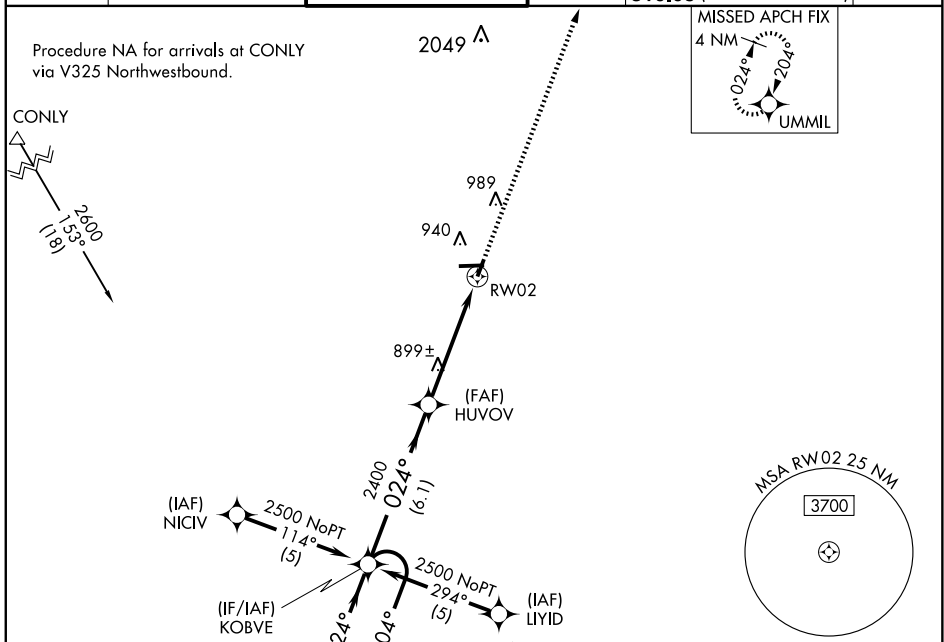 MISSED APCH FIX
4 NM
024°
204°
UMMIL
2049
Procedure NA for arrivals at CONLY
via V325 Northwestbound.
CONLY
2600
153°
(18)
989
940
RW02
899±
(FAF)
HUVOV
2400
024°
(6.1)
MSA RW02 25 NM
3700
(IAF)
NICIV
2500 NoPT
114°
(5)
2500 NoPT
294°
(5)
(IAF)
LIYID
(IF/IAF)
KOBVE